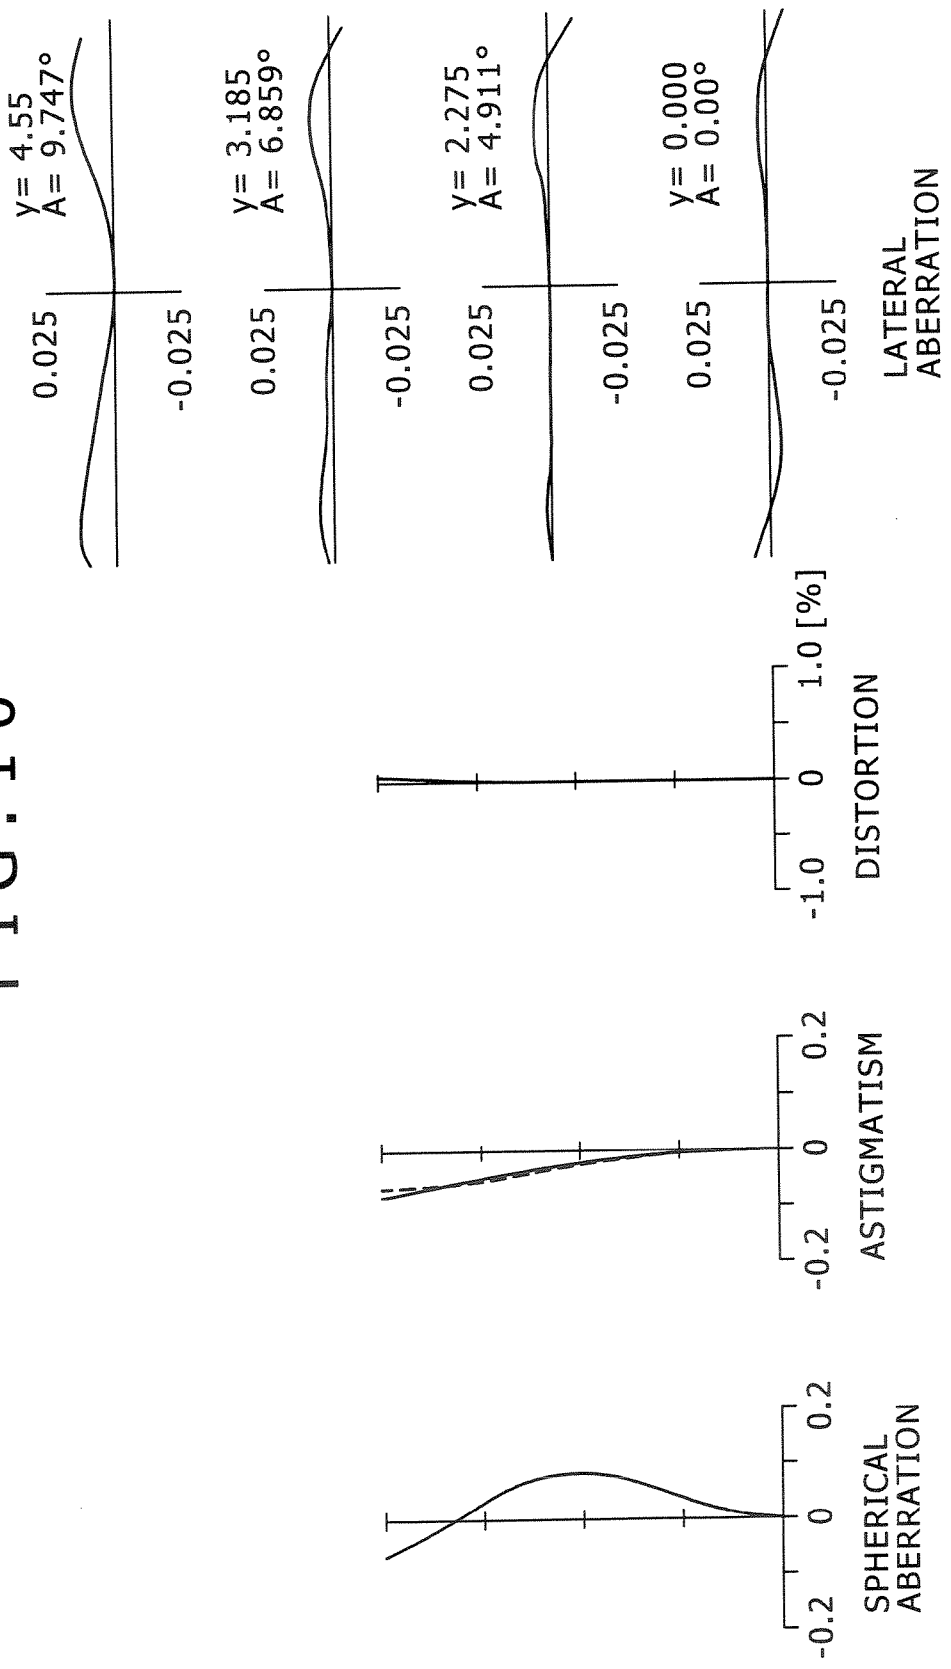 -0.2 0 0.2
SPHERICAL
ABERRATION
-0.2 0 0.2
ASTIGMATISM
-1.0 0 1.0 [%]
DISTORTION
y= 4.55
A= 9.747°
0.025
-0.025
y= 3.185
A= 6.859°
0.025
-0.025
y= 2.275
A= 4.911°
0.025
-0.025
y= 0.000
A= 0.00°
0.025
-0.025
LATERAL
ABERRATION